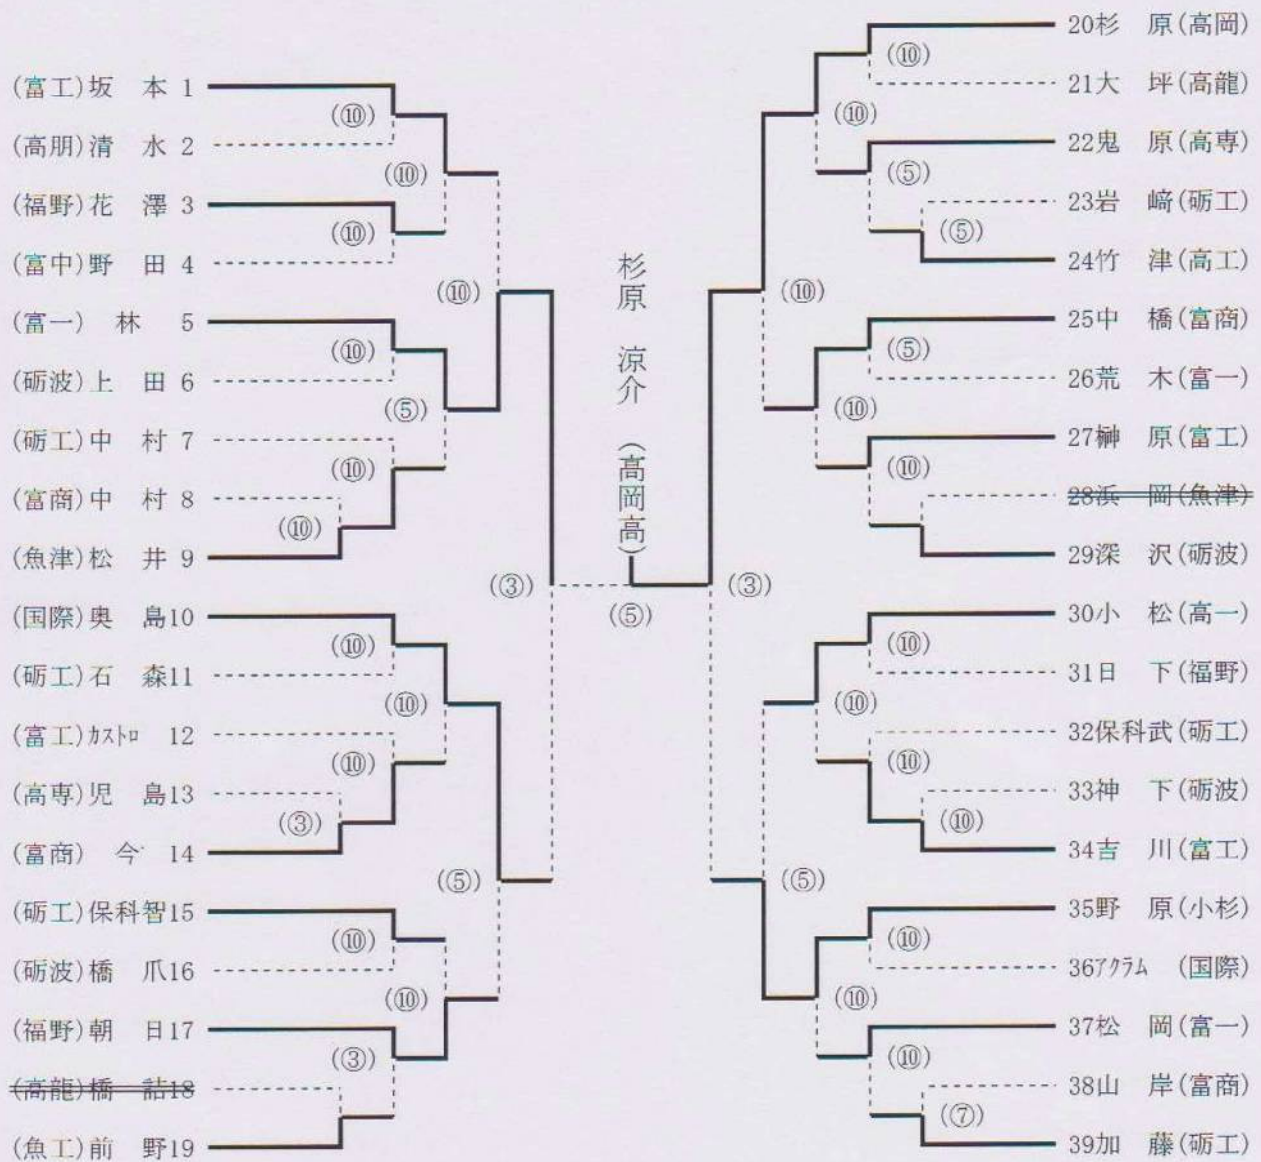 (富工)坂 本 1
(⑩)
(高朋)清 水 2
(⑩)
(福野)花 澤 3
(⑩)
(富中)野 田 4
(⑩)
(富一) 林 5
(⑩)
(砺波)上 田 6
(⑤)
(砺工)中 村 7
(⑩)
(富商)中 村 8
(⑩)
(魚津)松 井 9
(③)
(国際)奥 島10
(⑩)
(砺工)石 森11
(⑩)
(富工)カストロ 12
(⑩)
(高専)児 島13
(③)
(富商) 今 14
(⑤)
(砺工)保科智15
(⑩)
(砺波)橋 爪16
(⑩)
(福野)朝 日17
(③)
(高龍)橋 詰18
(魚工)前 野19
杉原 涼介 (高岡高)
(⑤)
20杉 原(高岡)
(⑩)
21大 坪(高龍)
(⑩)
22鬼 原(高専)
(⑤)
23岩 﨑(砺工)
(⑤)
24竹 津(高工)
(⑩)
25中 橋(富商)
(⑤)
26荒 木(富一)
(⑩)
27榊 原(富工)
(⑩)
28浜 岡(魚津)
29深 沢(砺波)
(③)
30小 松(高一)
(⑩)
31日 下(福野)
(⑩)
32保科武(砺工)
(⑩)
33神 下(砺波)
(⑩)
34吉 川(富工)
(⑤)
35野 原(小杉)
(⑩)
36アクラム (国際)
(⑩)
37松 岡(富一)
(⑩)
38山 岸(富商)
(⑦)
39加 藤(砺工)